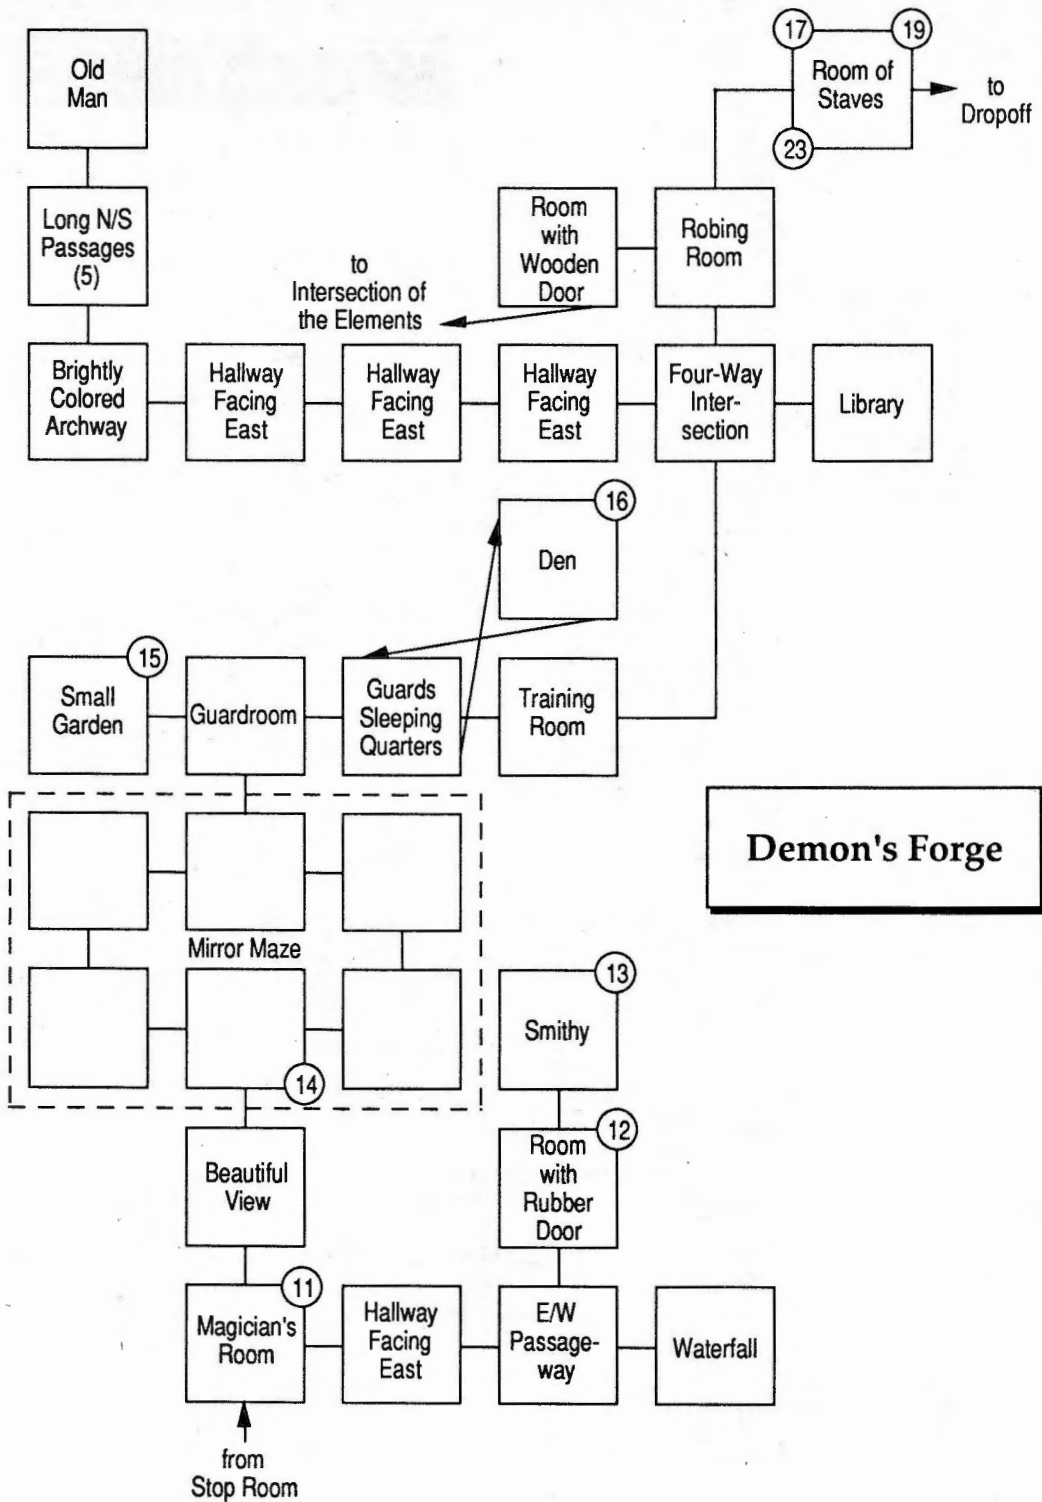 17
19
Old
Man
Room of
Staves
to
Dropoff
23
Long N/S
Passages
(5)
Room
with
Wooden
Door
Robing
Room
to
Intersection of
the Elements
Brightly
Colored
Archway
Hallway
Facing
East
Hallway
Facing
East
Hallway
Facing
East
Four-Way
Inter-
section
Library
16
Den
15
Small
Garden
Guardroom
Guards
Sleeping
Quarters
Training
Room
Demon's Forge
Mirror Maze
13
Smithy
14
12
Room
with
Rubber
Door
Beautiful
View
11
Magician's
Room
Hallway
Facing
East
E/W
Passage-
way
Waterfall
from
Stop Room